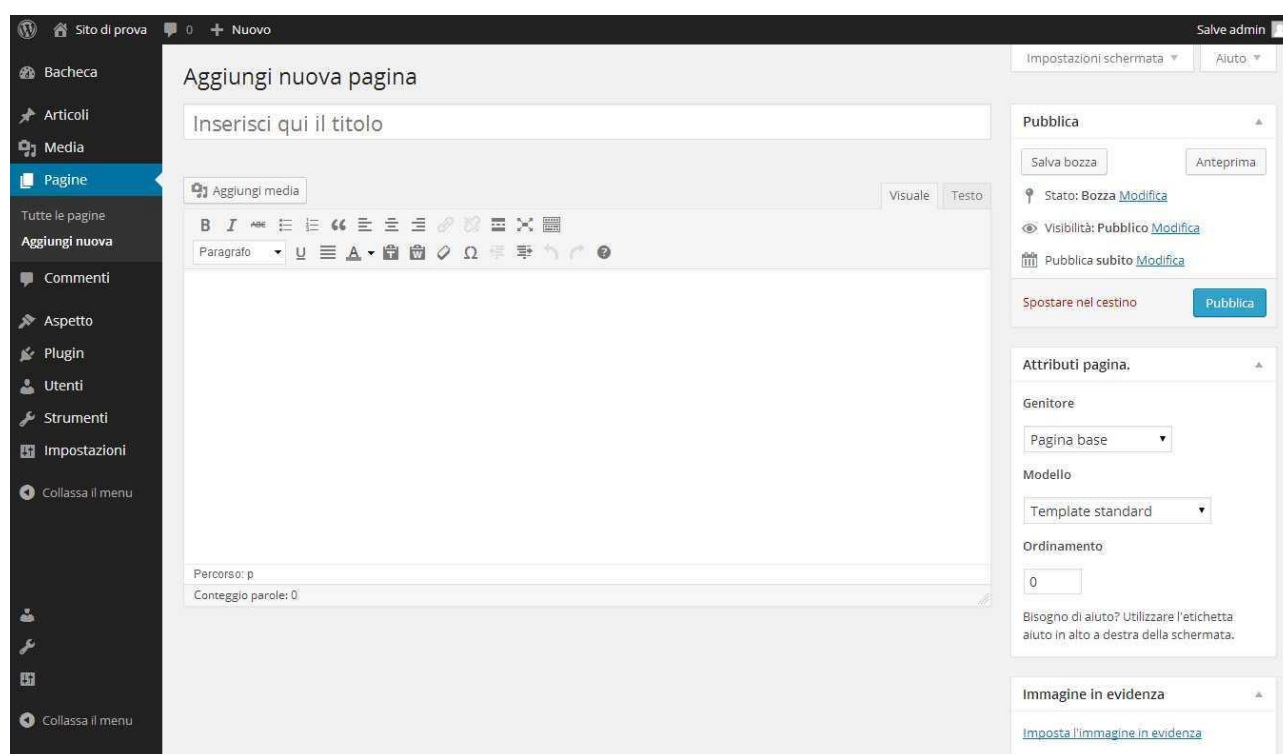 Sito di prova 0 + Nuovo Salve admin
Bacheca
Articoli
Media
Pagine
Tutte le pagine
Aggiungi nuova
Commenti
Aspetto
Plugin
Utenti
Strumenti
Impostazioni
Collassa il menu
Collassa il menu
Impostazioni schermata Aiuto
Aggiungi nuova pagina
Inserisci qui il titolo
Aggiungi media
Visuale Testo
B I ABC
Paragrafo U A T W Ω ?
Percorso: p
Conteggio parole: 0
Pubblica
Salva bozza Anteprima
Stato: Bozza Modifica
Visibilità: Pubblico Modifica
Pubblica subito Modifica
Spostare nel cestino Pubblica
Attributi pagina.
Genitore
Pagina base
Modello
Template standard
Ordinamento
0
Bisogno di aiuto? Utilizzare l'etichetta
aiuto in alto a destra della schermata.
Immagine in evidenza
Imposta l'immagine in evidenza